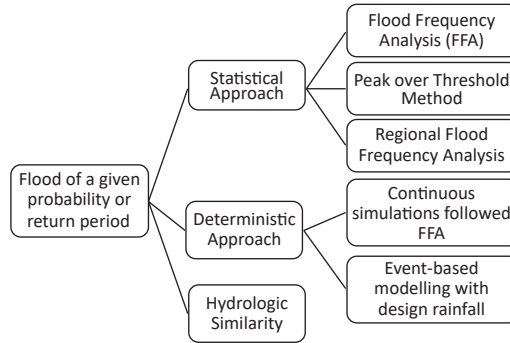 Flood of a given
probability or
return period
Statistical
Approach
Flood Frequency
Analysis (FFA)
Peak over Threshold
Method
Regional Flood
Frequency Analysis
Deterministic
Approach
Continuous
simulations followed
FFA
Event-based
modelling with
design rainfall
Hydrologic
Similarity